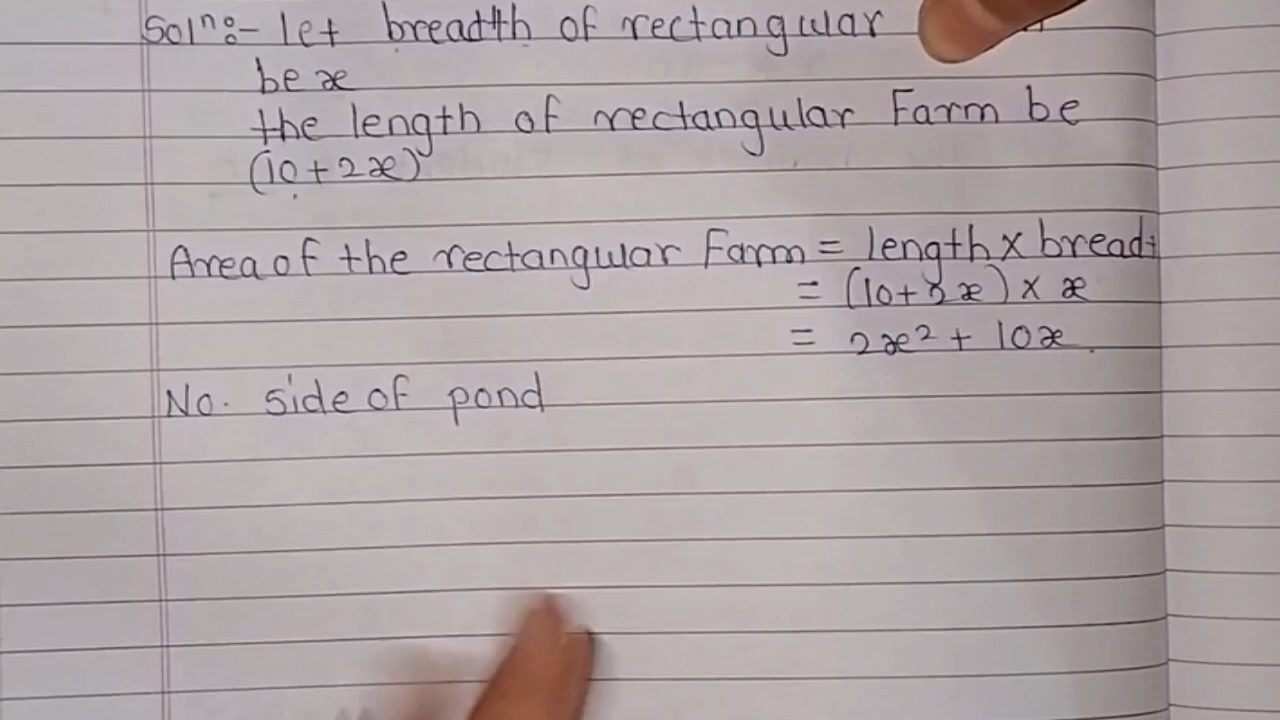 Solⁿ:- let breadth of rectangular
be x
the length of rectangular Farm be
(10+2x)
Area of the rectangular Farm = length × breadt
= (10+2x) × x
= 2x² + 10x.
No. side of pond